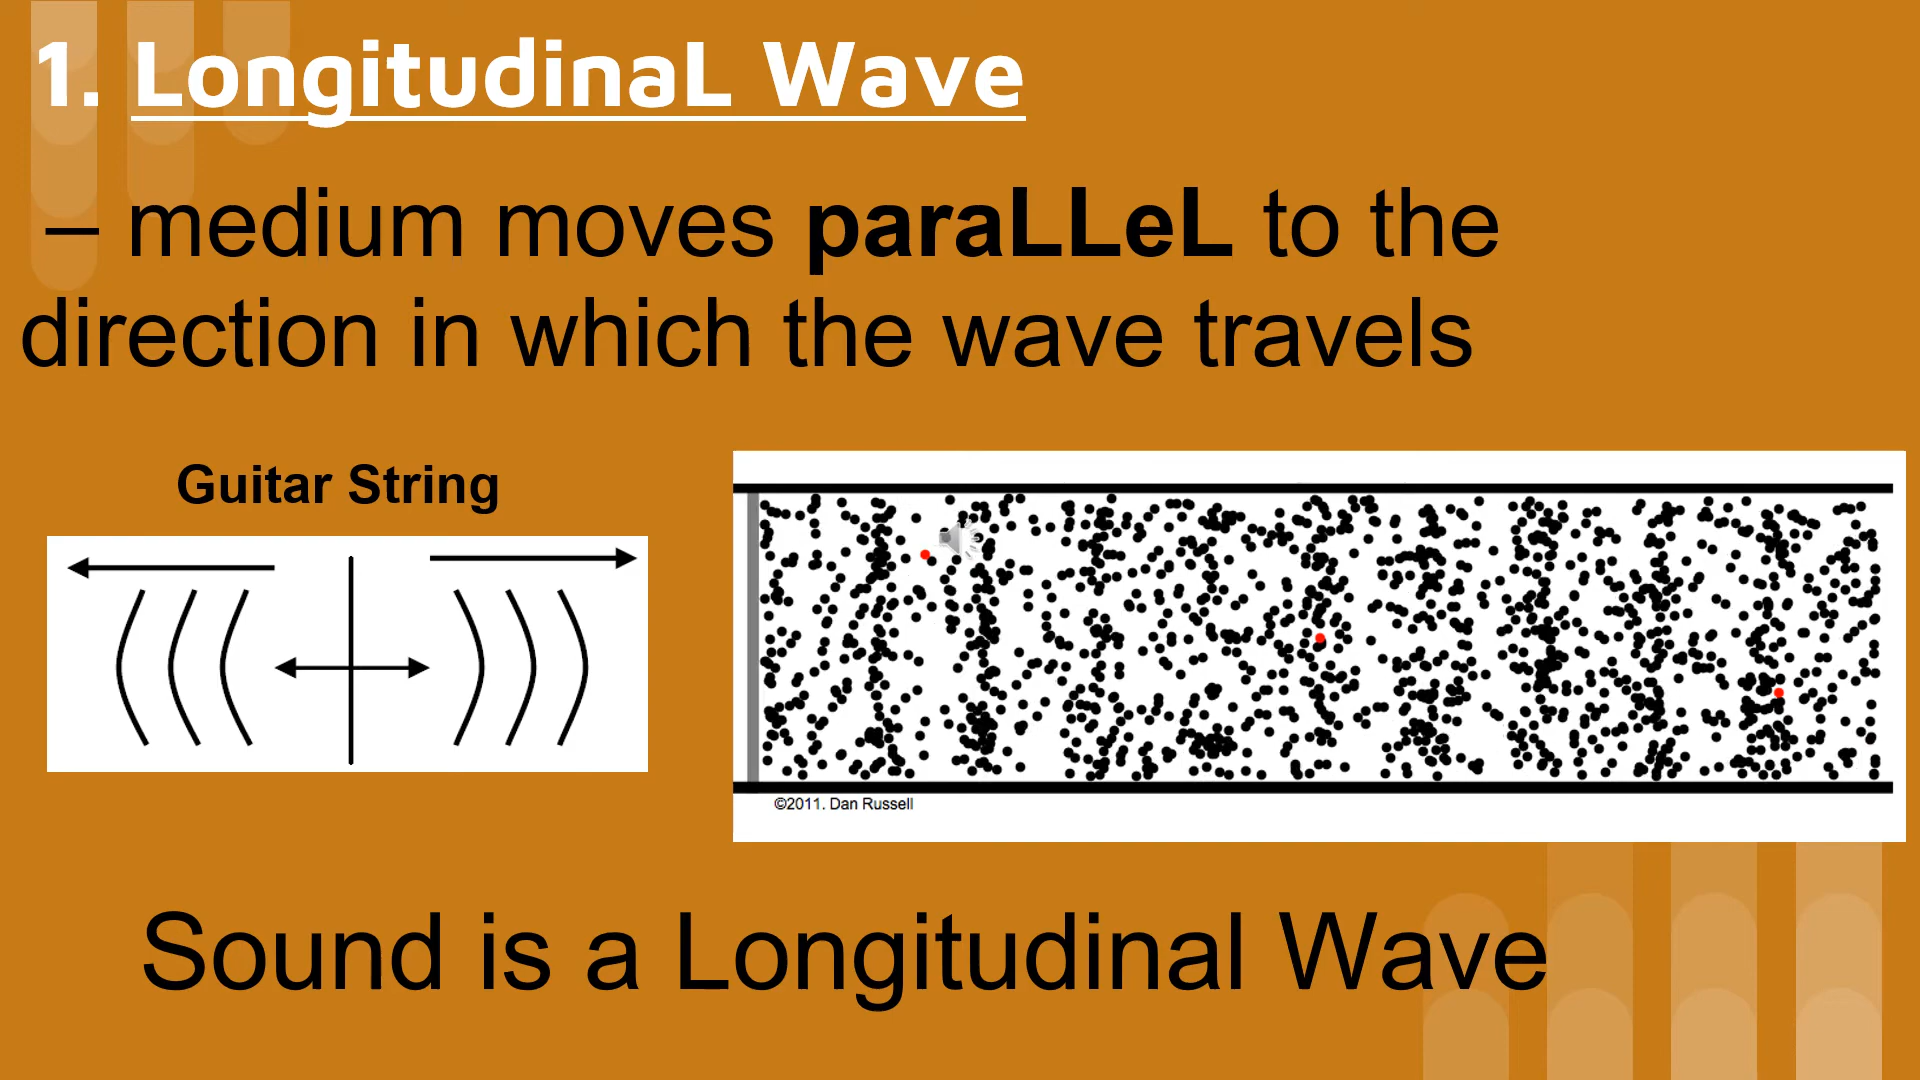 1. LongitudinaL Wave
– medium moves paraLLeL to the
direction in which the wave travels
Guitar String
©2011. Dan Russell
Sound is a Longitudinal Wave